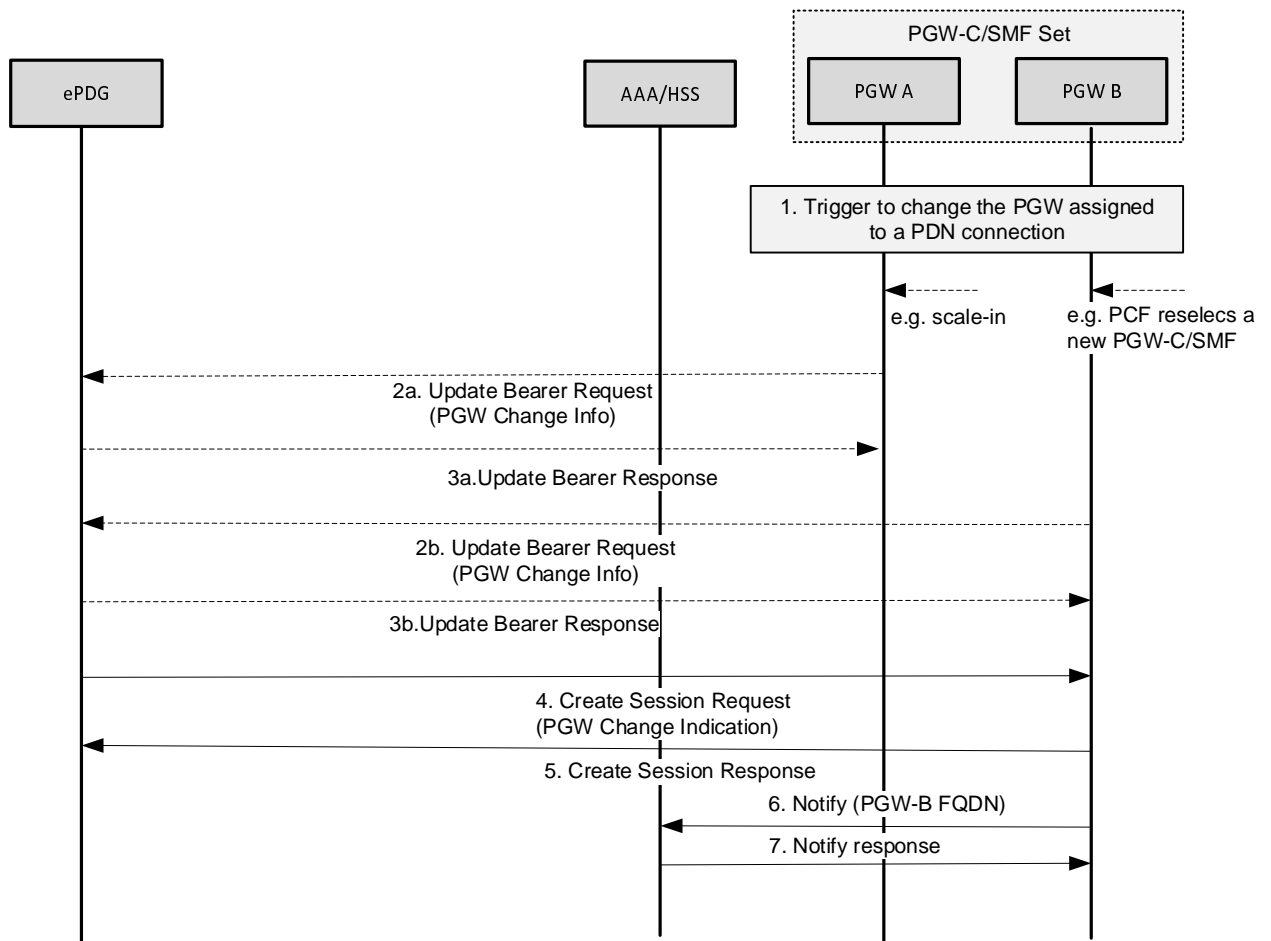 PGW-C/SMF Set
ePDG
AAA/HSS
PGW A
PGW B
1. Trigger to change the PGW assigned
to a PDN connection
e.g. scale-in
e.g. PCF reselecs a
new PGW-C/SMF
2a. Update Bearer Request
(PGW Change Info)
3a.Update Bearer Response
2b. Update Bearer Request
(PGW Change Info)
3b.Update Bearer Response
4. Create Session Request
(PGW Change Indication)
5. Create Session Response
6. Notify (PGW-B FQDN)
7. Notify response